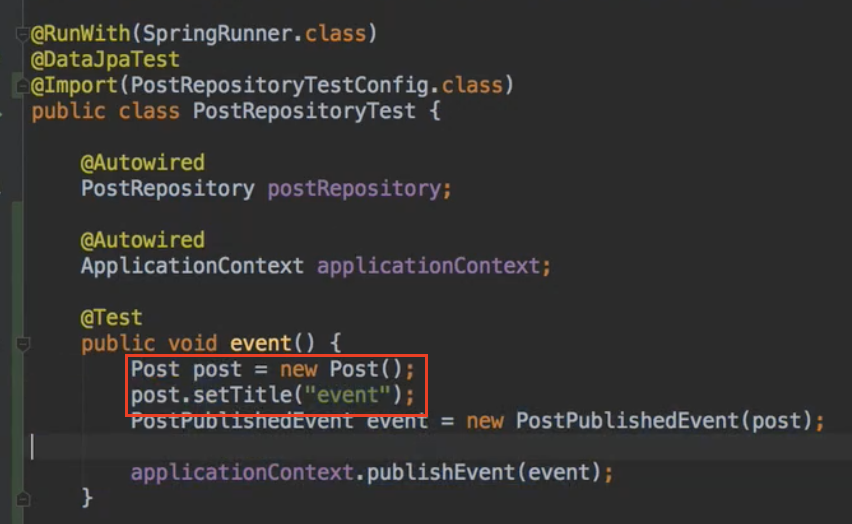 @RunWith(SpringRunner.class)
@DataJpaTest
@Import(PostRepositoryTestConfig.class)
public class PostRepositoryTest {
@Autowired
PostRepository postRepository;
@Autowired
ApplicationContext applicationContext;
@Test
public void event() {
Post post = new Post();
post.setTitle("event");
PostPublishedEvent event = new PostPublishedEvent(post);
applicationContext.publishEvent(event);
}